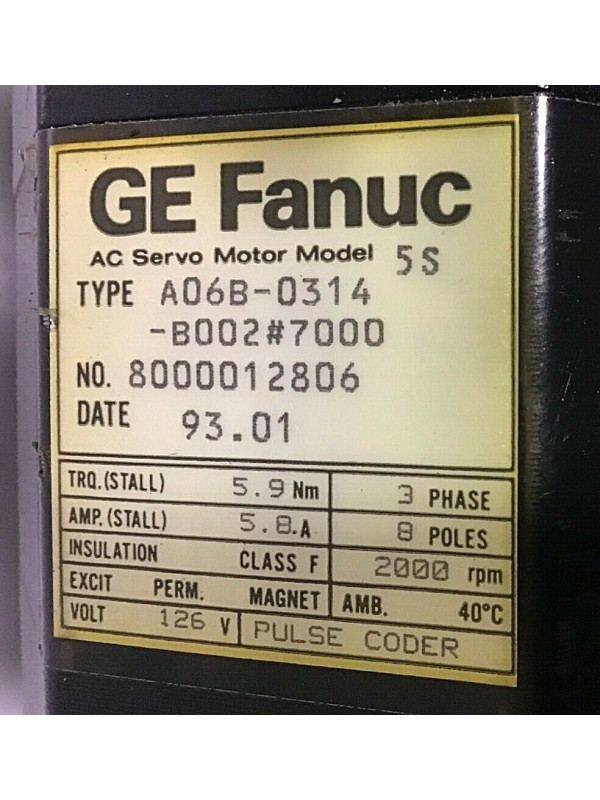 GE Fanuc
AC Servo Motor Model 5S
TYPE A06B-0314
-B002#7000
NO. 8000012806
DATE 93.01
TRQ.(STALL) 5.9 Nm 3 PHASE
AMP.(STALL) 5.8.A 8 POLES
INSULATION CLASS F 2000 rpm
EXCIT PERM. MAGNET AMB. 40°C
VOLT 126 V PULSE CODER